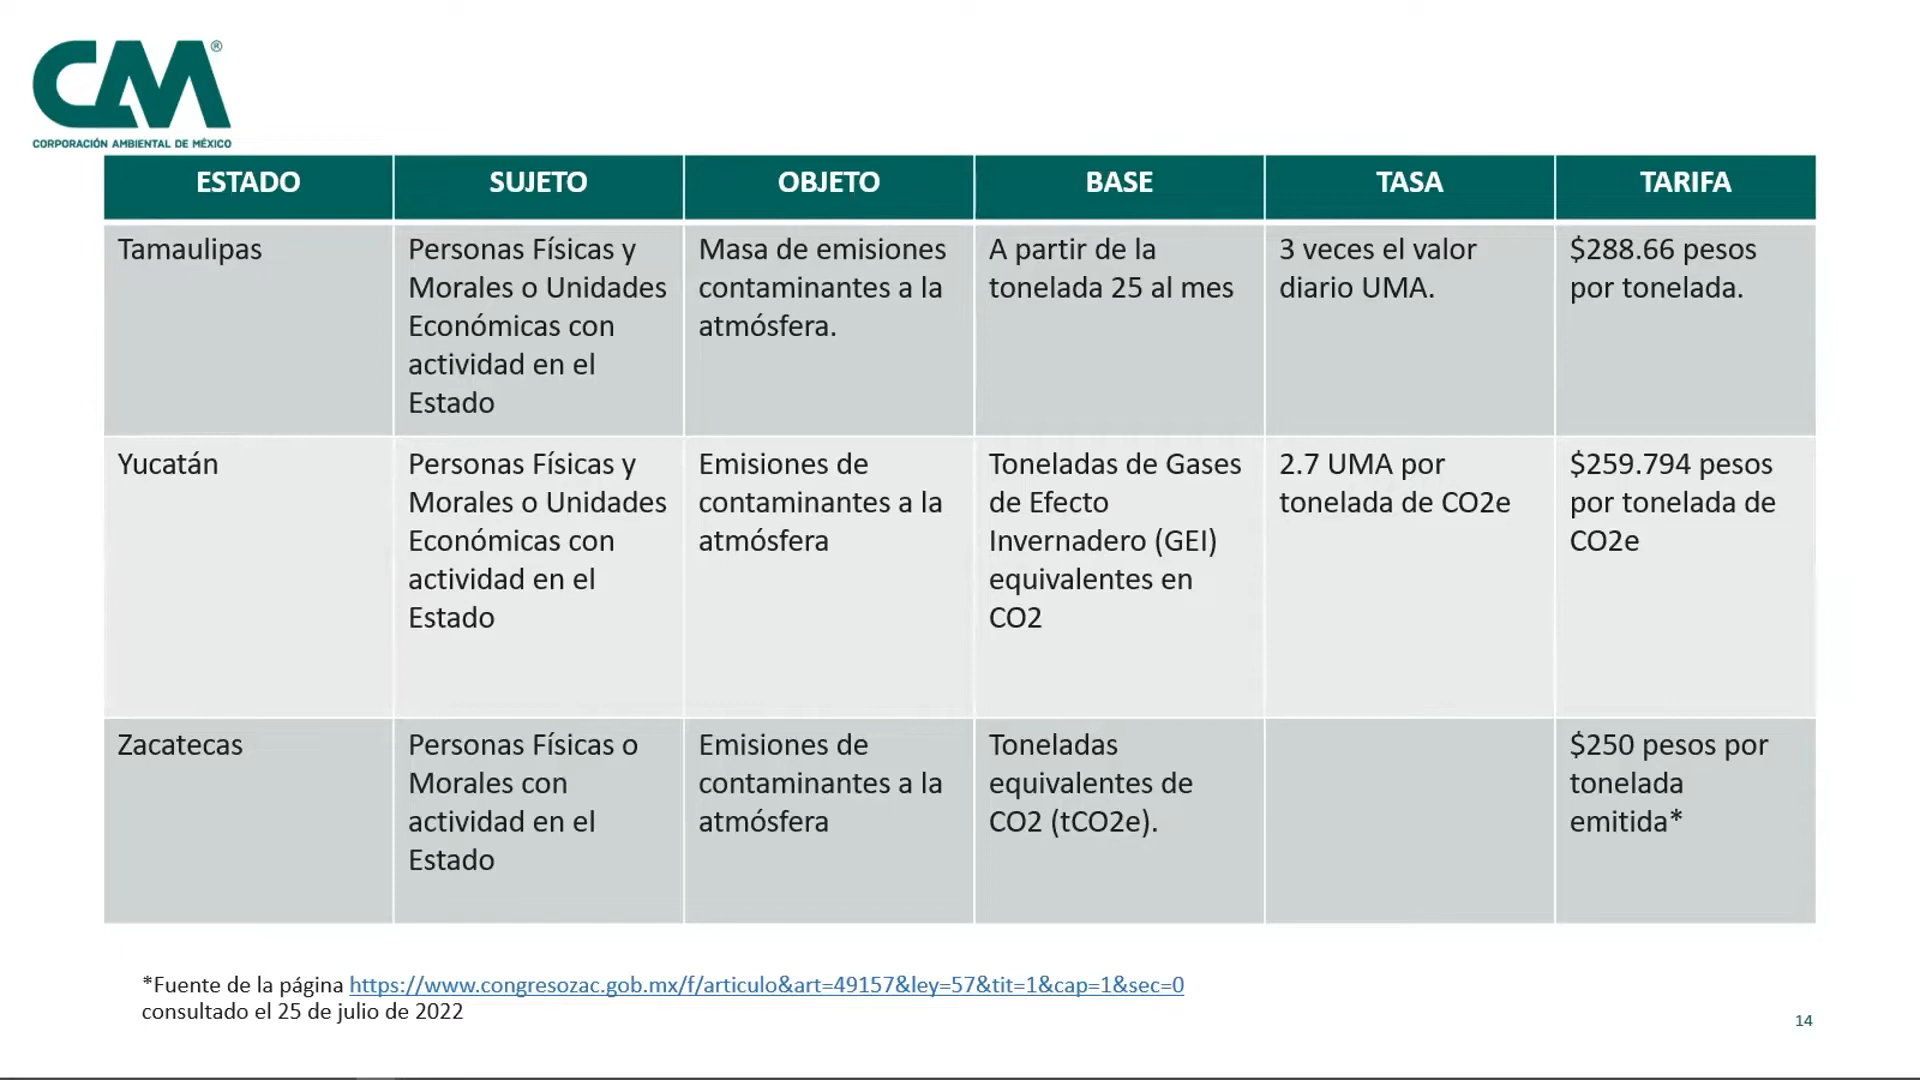 CM®
CORPORACIÓN AMBIENTAL DE MÉXICO
ESTADO
SUJETO
OBJETO
BASE
TASA
TARIFA
Tamaulipas
Personas Físicas y
Morales o Unidades
Económicas con
actividad en el
Estado
Masa de emisiones
contaminantes a la
atmósfera.
A partir de la
tonelada 25 al mes
3 veces el valor
diario UMA.
$288.66 pesos
por tonelada.
Yucatán
Personas Físicas y
Morales o Unidades
Económicas con
actividad en el
Estado
Emisiones de
contaminantes a la
atmósfera
Toneladas de Gases
de Efecto
Invernadero (GEI)
equivalentes en
CO2
2.7 UMA por
tonelada de CO2e
$259.794 pesos
por tonelada de
CO2e
Zacatecas
Personas Físicas o
Morales con
actividad en el
Estado
Emisiones de
contaminantes a la
atmósfera
Toneladas
equivalentes de
CO2 (tCO2e).
$250 pesos por
tonelada
emitida*
*Fuente de la página https://www.congresozac.gob.mx/f/articulo&art=49157&ley=57&tit=1&cap=1&sec=0
consultado el 25 de julio de 2022
14